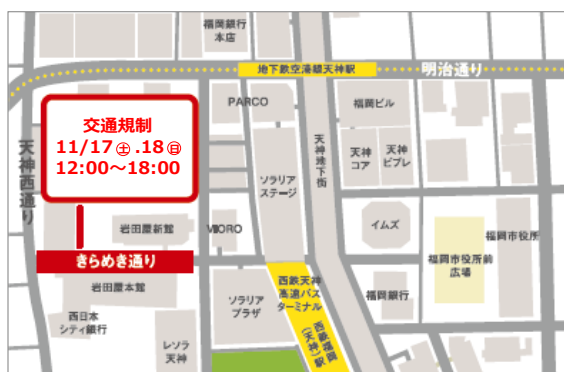 福岡銀行
本店
地下鉄空港線天神駅
明治通り
交通規制
11/17㊏.18㊐
12:00〜18:00
PARCO
福岡ビル
天神西通り
ソラリア
ステージ
天神地下街
天神
コア
天神
ビブレ
岩田屋新館
VIORO
イムズ
福岡市役所
きらめき通り
福岡市役所前
広場
岩田屋本館
ソラリア
プラザ
西鉄天神
高速バス
ターミナル
福岡銀行
西日本
シティ銀行
西鉄福岡
(天神)駅
レソラ
天神